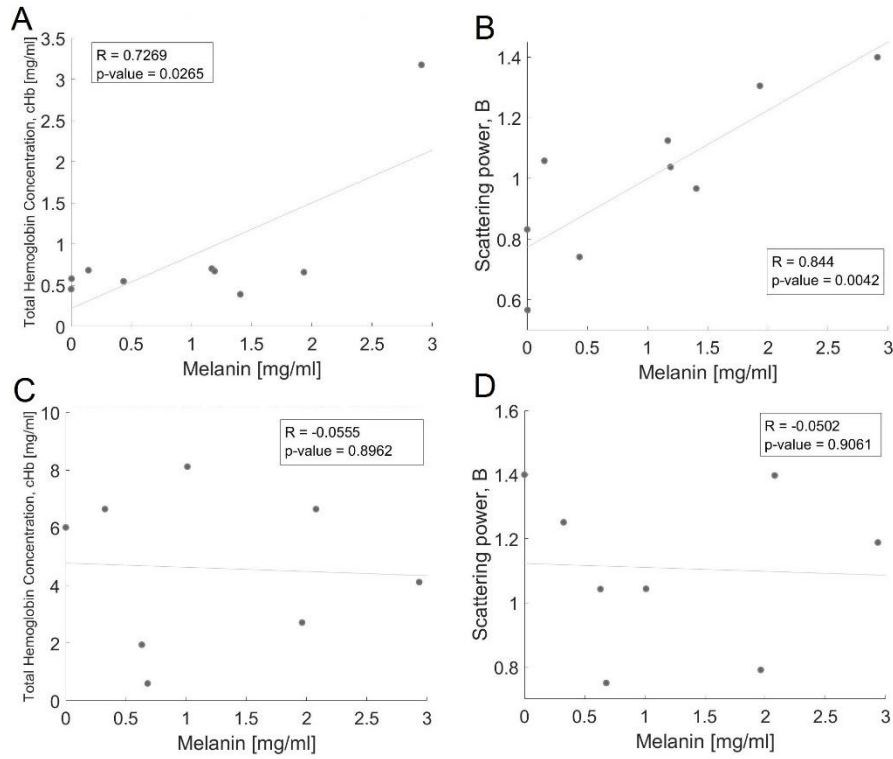 A
Total Hemoglobin Concentration, cHb [mg/ml]
3.5
3
2.5
2
1.5
1
0.5
0
R = 0.7269
p-value = 0.0265
0 0.5 1 1.5 2 2.5 3
Melanin [mg/ml]
B
Scattering power, B
1.4
1.2
1
0.8
0.6
R = 0.844
p-value = 0.0042
0 0.5 1 1.5 2 2.5 3
Melanin [mg/ml]
C
Total Hemoglobin Concentration, cHb [mg/ml]
10
8
6
4
2
0
R = -0.0555
p-value = 0.8962
0 0.5 1 1.5 2 2.5 3
Melanin [mg/ml]
D
Scattering power, B
1.6
1.4
1.2
1
0.8
R = -0.0502
p-value = 0.9061
0 0.5 1 1.5 2 2.5 3
Melanin [mg/ml]